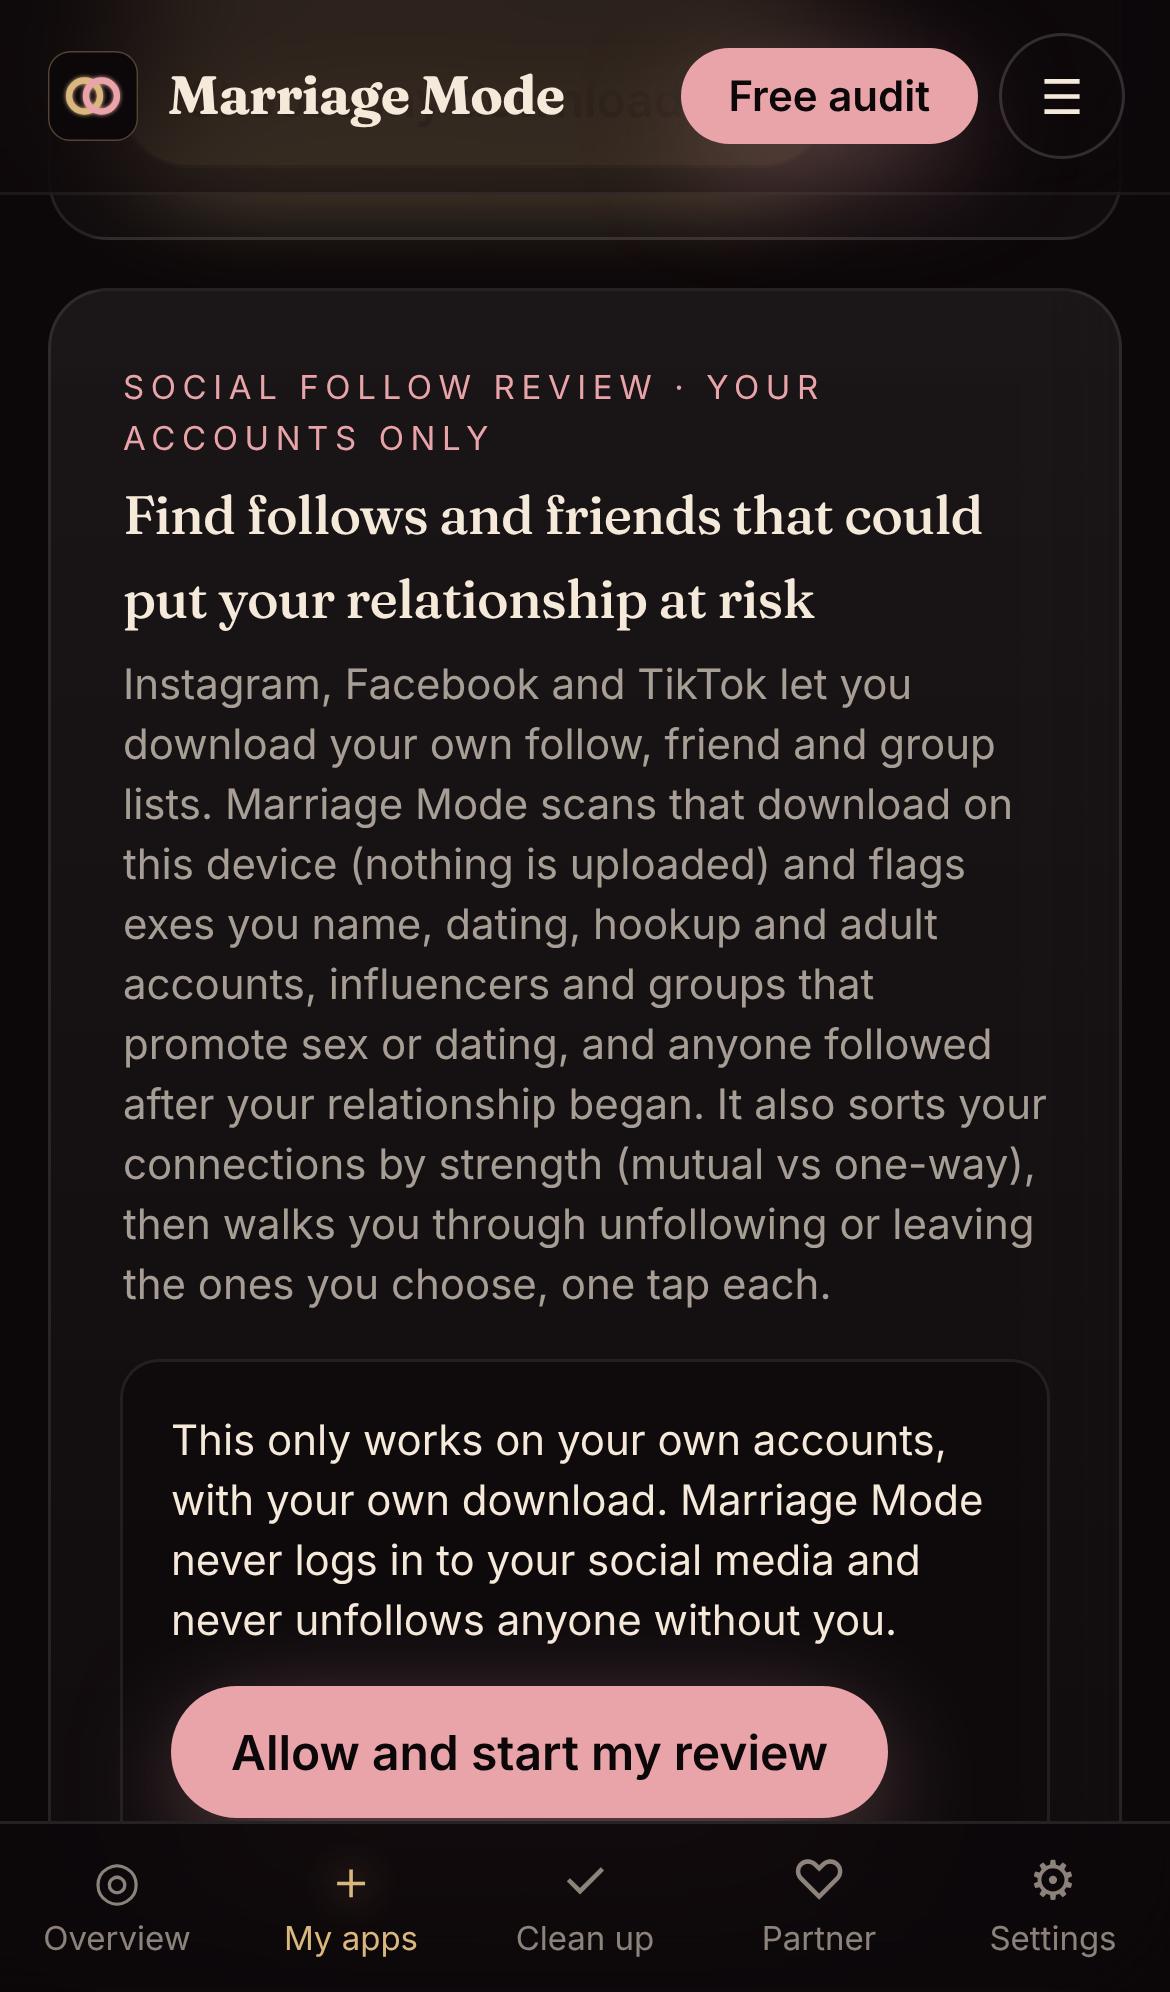 Marriage Mode
Free audit
SOCIAL FOLLOW REVIEW · YOUR
ACCOUNTS ONLY
Find follows and friends that could
put your relationship at risk
Instagram, Facebook and TikTok let you
download your own follow, friend and group
lists. Marriage Mode scans that download on
this device (nothing is uploaded) and flags
exes you name, dating, hookup and adult
accounts, influencers and groups that
promote sex or dating, and anyone followed
after your relationship began. It also sorts your
connections by strength (mutual vs one-way),
then walks you through unfollowing or leaving
the ones you choose, one tap each.
This only works on your own accounts,
with your own download. Marriage Mode
never logs in to your social media and
never unfollows anyone without you.
Allow and start my review
Overview
My apps
Clean up
Partner
Settings